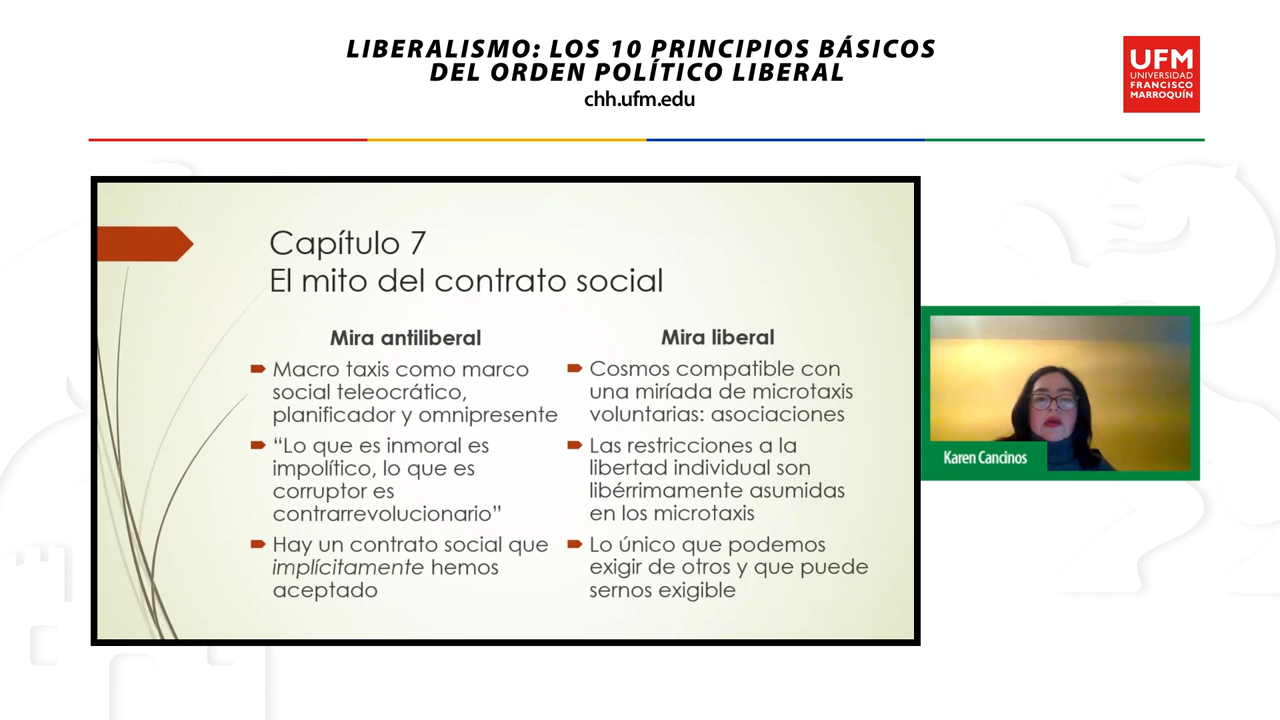 LIBERALISMO: LOS 10 PRINCIPIOS BÁSICOS
DEL ORDEN POLÍTICO LIBERAL
chh.ufm.edu
UFM
UNIVERSIDAD
FRANCISCO
MARROQUÍN
Capítulo 7
El mito del contrato social
Mira antiliberal
Macro taxis como marco
social teleocrático,
planificador y omnipresente
“Lo que es inmoral es
impolítico, lo que es
corruptor es
contrarrevolucionario”
Hay un contrato social que
implícitamente hemos
aceptado
Mira liberal
Cosmos compatible con
una miríada de microtaxis
voluntarias: asociaciones
Las restricciones a la
libertad individual son
libérrimamente asumidas
en los microtaxis
Lo único que podemos
exigir de otros y que puede
sernos exigible
Karen Cancinos